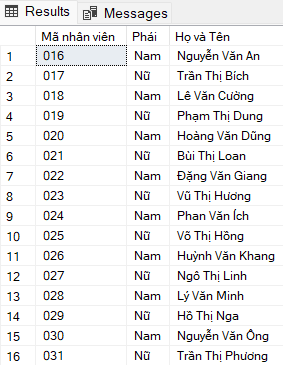 Results Messages
Mã nhân viên Phái Họ và Tên
1 016 Nam Nguyễn Văn An
2 017 Nữ Trần Thị Bích
3 018 Nam Lê Văn Cường
4 019 Nữ Phạm Thị Dung
5 020 Nam Hoàng Văn Dũng
6 021 Nữ Bùi Thị Loan
7 022 Nam Đặng Văn Giang
8 023 Nữ Vũ Thị Hương
9 024 Nam Phan Văn Ích
10 025 Nữ Võ Thị Hồng
11 026 Nam Huỳnh Văn Khang
12 027 Nữ Ngô Thị Linh
13 028 Nam Lý Văn Minh
14 029 Nữ Hồ Thị Nga
15 030 Nam Nguyễn Văn Ông
16 031 Nữ Trần Thị Phương